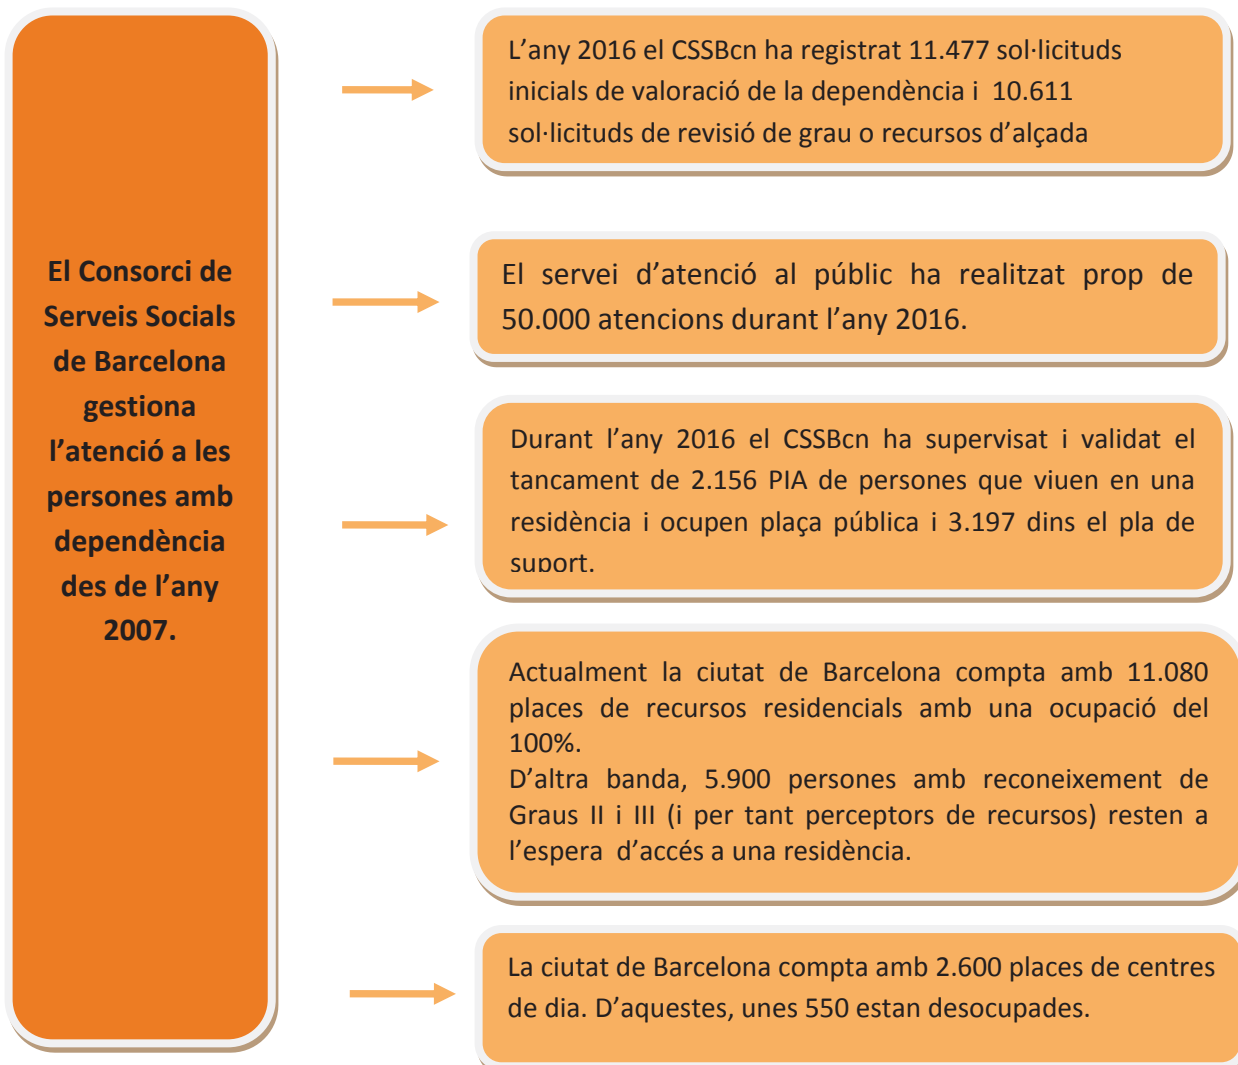 El Consorci de
Serveis Socials
de Barcelona
gestiona
l’atenció a les
persones amb
dependència
des de l’any
2007.
L’any 2016 el CSSBcn ha registrat 11.477 sol·licituds
inicials de valoració de la dependència i 10.611
sol·licituds de revisió de grau o recursos d’alçada
El servei d’atenció al públic ha realitzat prop de
50.000 atencions durant l’any 2016.
Durant l’any 2016 el CSSBcn ha supervisat i validat el
tancament de 2.156 PIA de persones que viuen en una
residència i ocupen plaça pública i 3.197 dins el pla de
suport.
Actualment la ciutat de Barcelona compta amb 11.080
places de recursos residencials amb una ocupació del
100%.
D’altra banda, 5.900 persones amb reconeixement de
Graus II i III (i per tant perceptors de recursos) resten a
l’espera d’accés a una residència.
La ciutat de Barcelona compta amb 2.600 places de centres
de dia. D’aquestes, unes 550 estan desocupades.